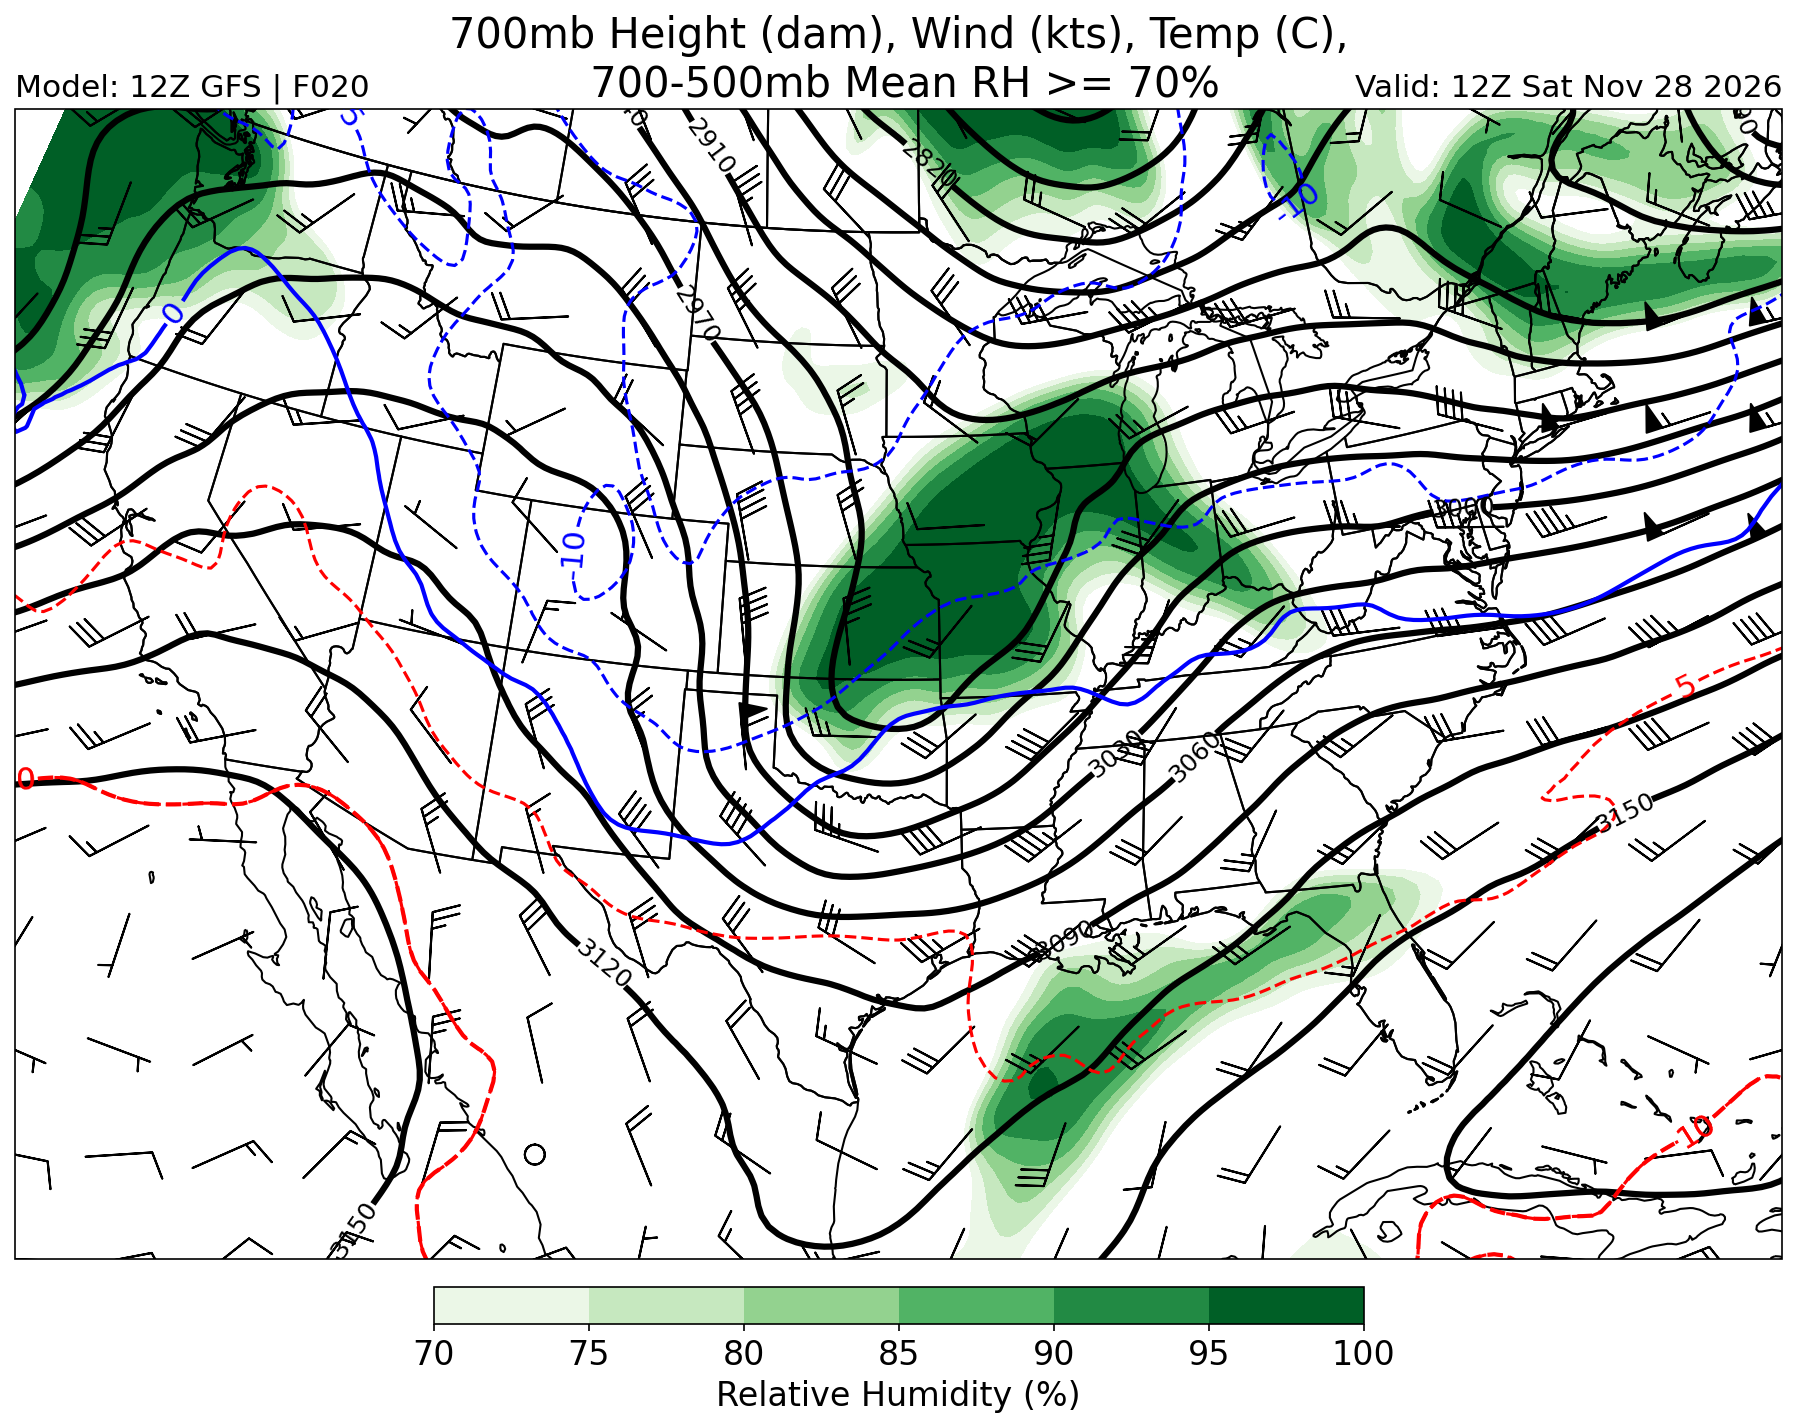 700mb Height (dam), Wind (kts), Temp (C),
700-500mb Mean RH >= 70%
Model: 12Z GFS | F020
Valid: 12Z Sat Nov 28 2026
5
2910
2820
-10
2970
0
3000
-10
5
3030
3060
0
3150
3090
3120
10
3150
70 75 80 85 90 95 100
Relative Humidity (%)